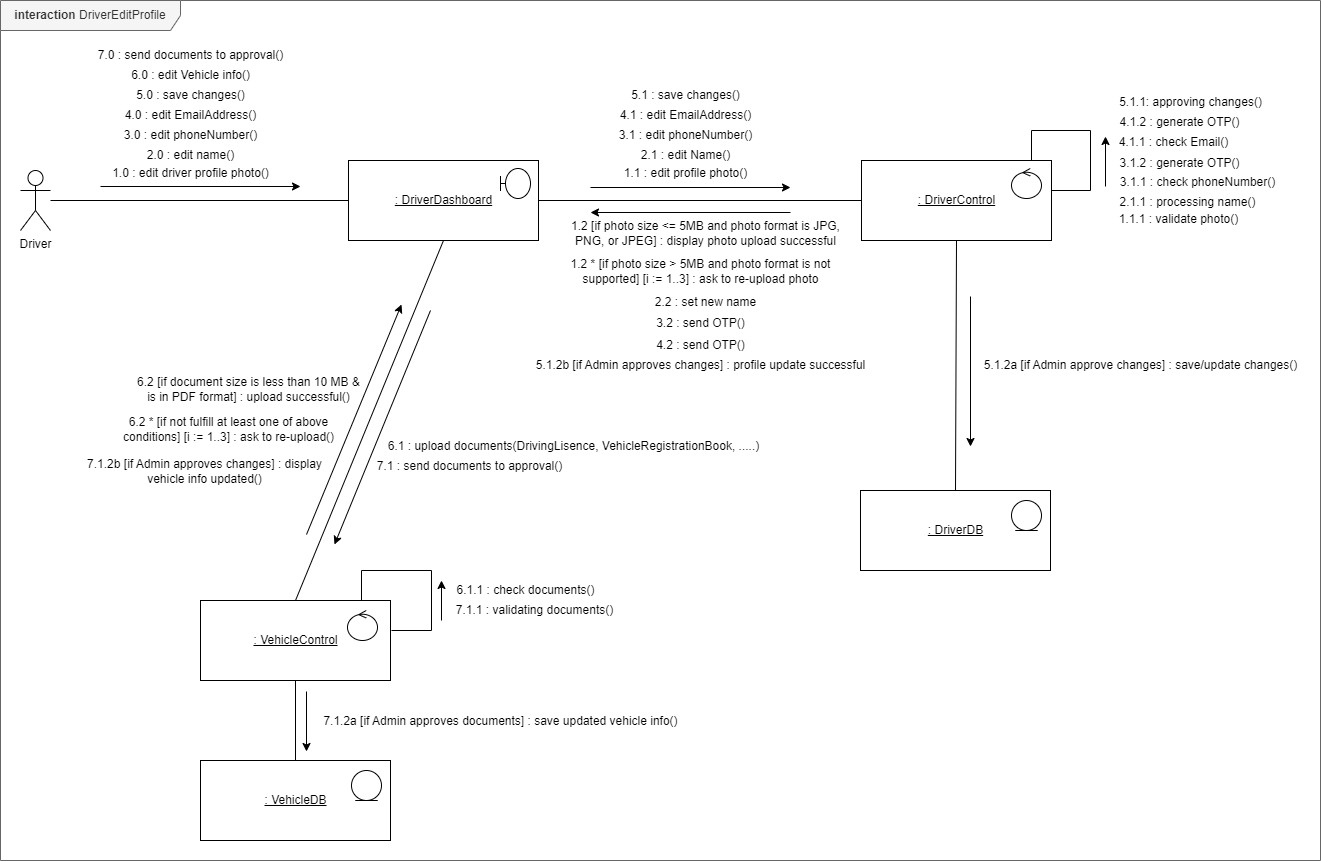 interaction DriverEditProfile
7.0 : send documents to approval()
6.0 : edit Vehicle info()
5.0 : save changes()
4.0 : edit EmailAddress()
3.0 : edit phoneNumber()
2.0 : edit name()
1.0 : edit driver profile photo()
Driver
: DriverDashboard
5.1 : save changes()
4.1 : edit EmailAddress()
3.1 : edit phoneNumber()
2.1 : edit Name()
1.1 : edit profile photo()
: DriverControl
5.1.1: approving changes()
4.1.2 : generate OTP()
4.1.1 : check Email()
3.1.2 : generate OTP()
3.1.1 : check phoneNumber()
2.1.1 : processing name()
1.1.1 : validate photo()
1.2 [if photo size <= 5MB and photo format is JPG,
PNG, or JPEG] : display photo upload successful
1.2 * [if photo size > 5MB and photo format is not
supported] [i := 1..3] : ask to re-upload photo
2.2 : set new name
3.2 : send OTP()
4.2 : send OTP()
5.1.2b [if Admin approves changes] : profile update successful
5.1.2a [if Admin approve changes] : save/update changes()
6.2 [if document size is less than 10 MB &
is in PDF format] : upload successful()
6.2 * [if not fulfill at least one of above
conditions] [i := 1..3] : ask to re-upload()
7.1.2b [if Admin approves changes] : display
vehicle info updated()
6.1 : upload documents(DrivingLisence, VehicleRegistrationBook, .....)
7.1 : send documents to approval()
: DriverDB
6.1.1 : check documents()
7.1.1 : validating documents()
: VehicleControl
7.1.2a [if Admin approves documents] : save updated vehicle info()
: VehicleDB